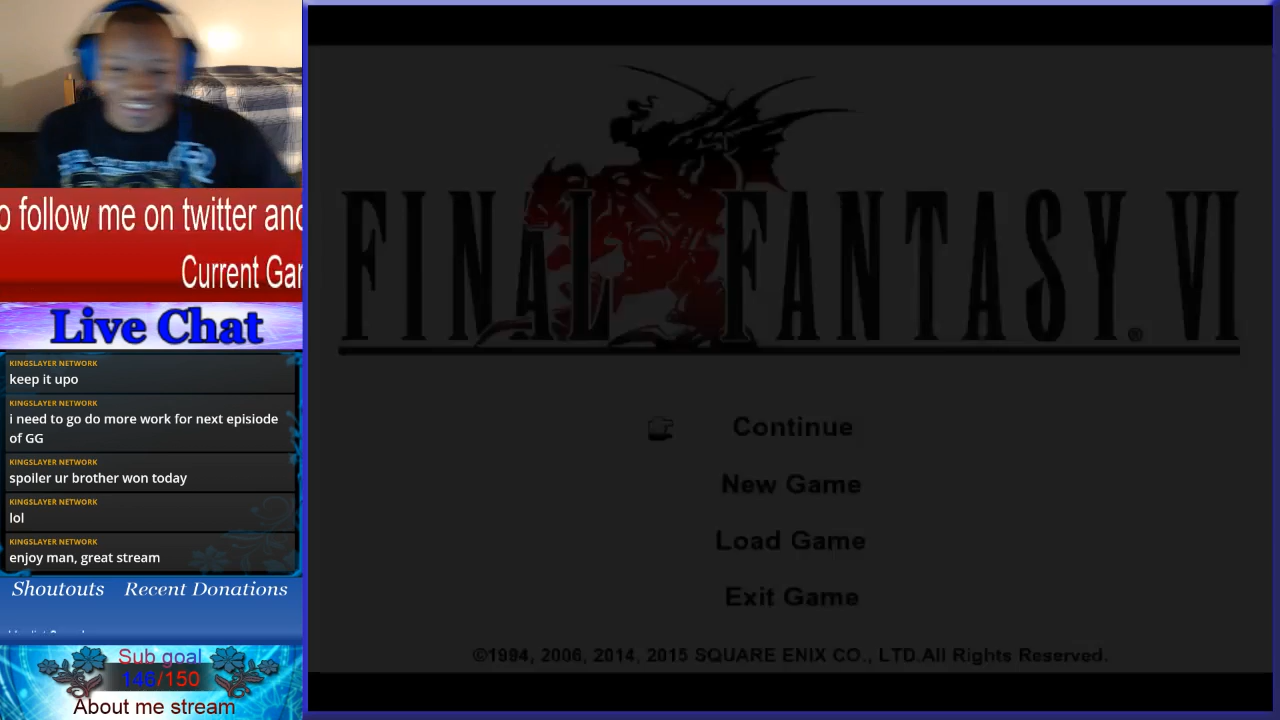 o follow me on twitter and
Current Gar
Live Chat
KINGSLAYER NETWORK
keep it upo
KINGSLAYER NETWORK
i need to go do more work for next episiode
of GG
KINGSLAYER NETWORK
spoiler ur brother won today
KINGSLAYER NETWORK
lol
KINGSLAYER NETWORK
enjoy man, great stream
Shoutouts Recent Donations
Sub goal
146/150
About me stream
FINAL FANTASY® VI
Continue
New Game
Load Game
Exit Game
©1994, 2006, 2014, 2015 SQUARE ENIX CO., LTD.All Rights Reserved.